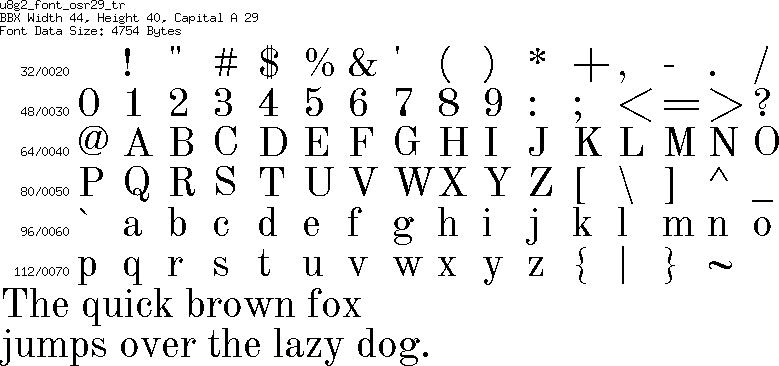 u8g2_font_osr29_tr
BBX Width 44, Height 40, Capital A 29
Font Data Size: 4754 Bytes
32/0020 ! " # $ % & ' ( ) * + , - . /
48/0030 0 1 2 3 4 5 6 7 8 9 : ; < = > ?
64/0040 @ A B C D E F G H I J K L M N O
80/0050 P Q R S T U V W X Y Z [ \ ] ^ _
96/0060 ` a b c d e f g h i j k l m n o
112/0070 p q r s t u v w x y z { | } ~
The quick brown fox
jumps over the lazy dog.